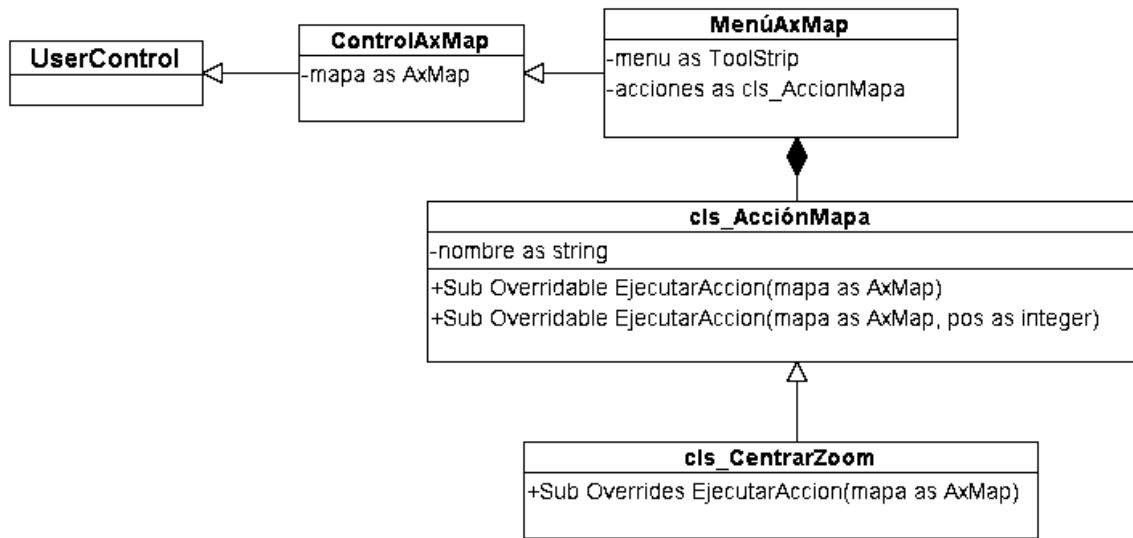 UserControl
ControlAxMap
-mapa as AxMap
MenúAxMap
-menu as ToolStrip
-acciones as cls_AccionMapa
cls_AcciónMapa
-nombre as string
+Sub Overridable EjecutarAccion(mapa as AxMap)
+Sub Overridable EjecutarAccion(mapa as AxMap, pos as integer)
cls_CentrarZoom
+Sub Overrides EjecutarAccion(mapa as AxMap)